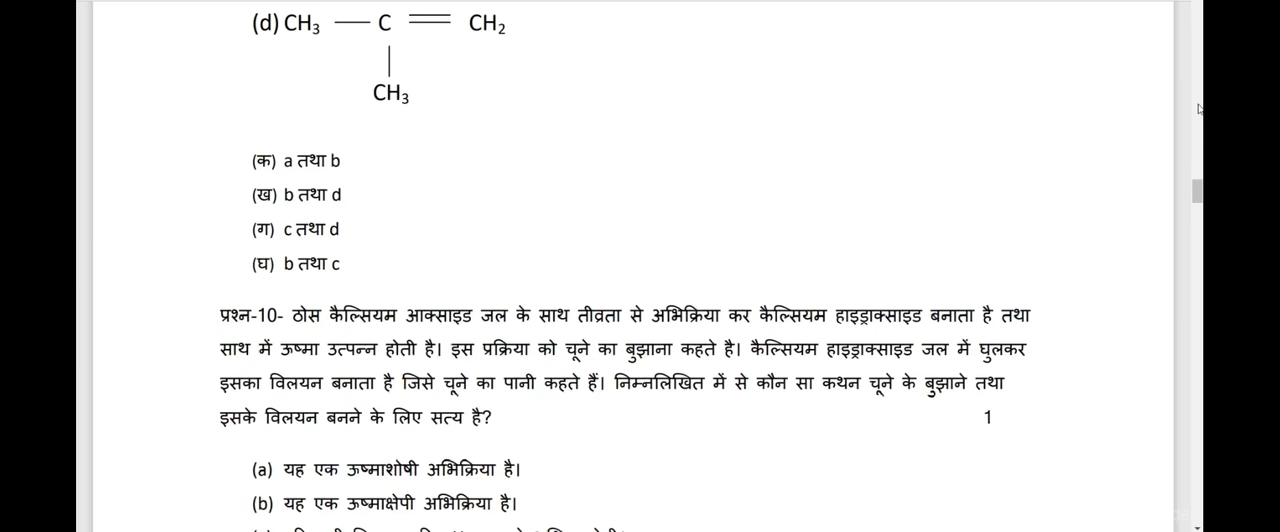 (d) CH₃ — C = CH₂
|
CH₃
(क) a तथा b
(ख) b तथा d
(ग) c तथा d
(घ) b तथा c
प्रश्न-10- ठोस कैल्सियम आक्साइड जल के साथ तीव्रता से अभिक्रिया कर कैल्सियम हाइड्राक्साइड बनाता है तथा
साथ में ऊष्मा उत्पन्न होती है। इस प्रक्रिया को चूने का बुझाना कहते है। कैल्सियम हाइड्राक्साइड जल में घुलकर
इसका विलयन बनाता है जिसे चूने का पानी कहते हैं। निम्नलिखित में से कौन सा कथन चूने के बुझाने तथा
इसके विलयन बनने के लिए सत्य है? 1
(a) यह एक ऊष्माशोषी अभिक्रिया है।
(b) यह एक ऊष्माक्षेपी अभिक्रिया है।